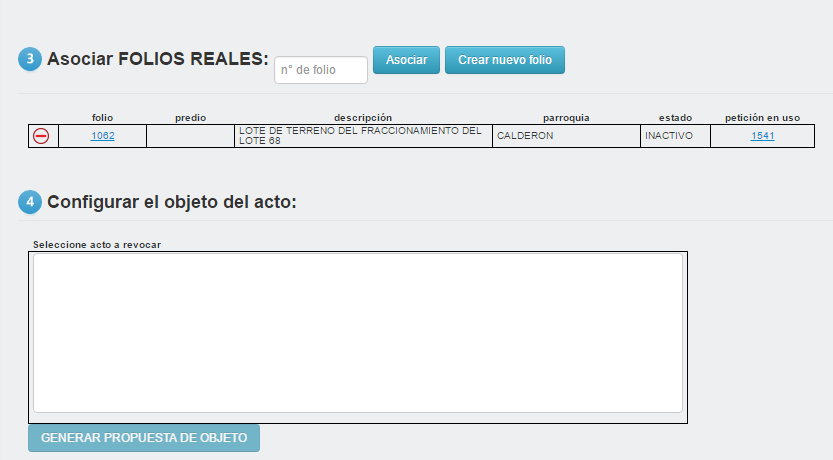 3 Asociar FOLIOS REALES: n° de folio Asociar Crear nuevo folio
folio predio descripción parroquia estado petición en uso
1062 LOTE DE TERRENO DEL FRACCIONAMIENTO DEL CALDERON INACTIVO 1541
LOTE 68
4 Configurar el objeto del acto:
Seleccione acto a revocar
GENERAR PROPUESTA DE OBJETO